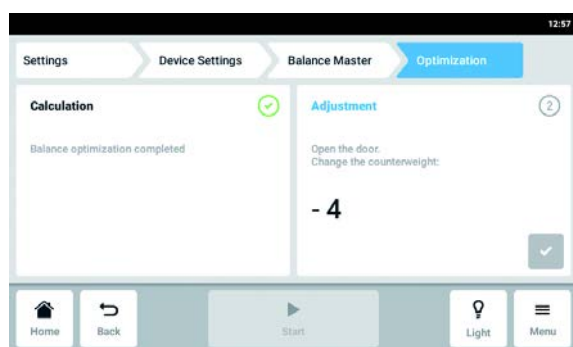 12:57
Settings
Device Settings
Balance Master
Optimization
Calculation
Adjustment
2
Balance optimization completed
Open the door.
Change the counterweight:
- 4
Home
Back
Start
Light
Menu